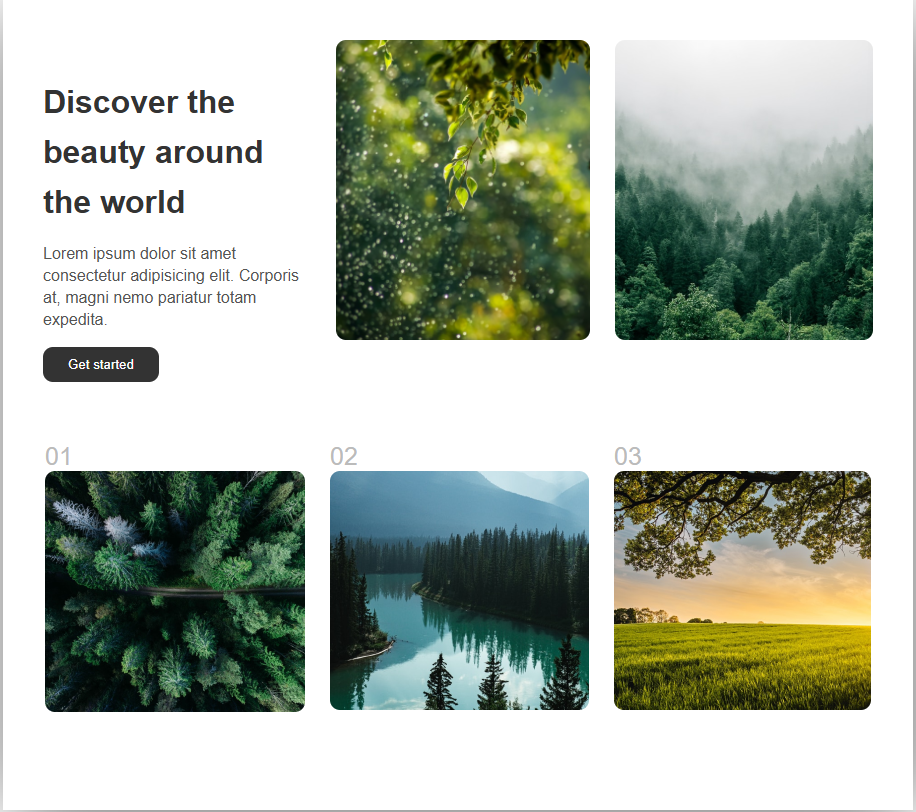 Discover the
beauty around
the world
Lorem ipsum dolor sit amet
consectetur adipisicing elit. Corporis
at, magni nemo pariatur totam
expedita.
Get started
01
02
03